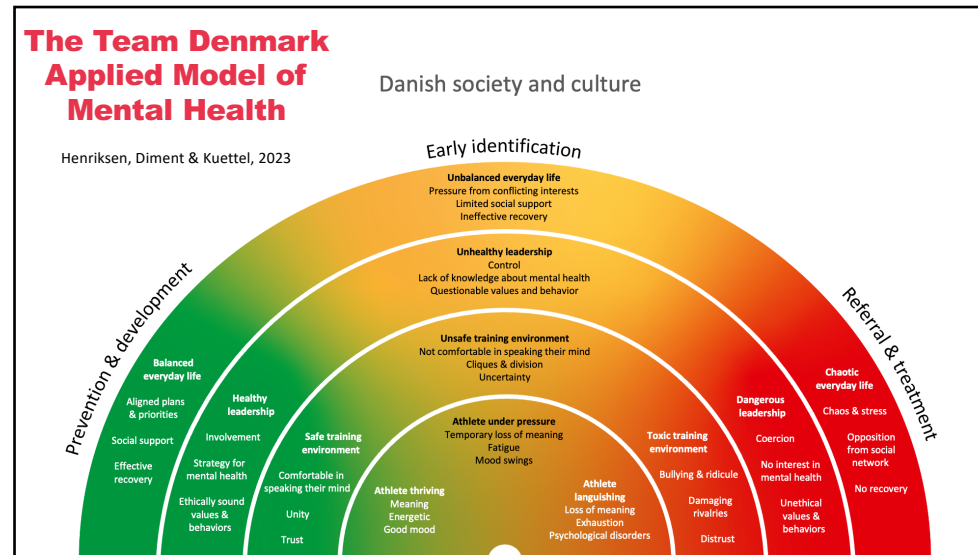 The Team Denmark
Applied Model of
Mental Health
Henriksen, Diment & Kuettel, 2023
Danish society and culture
Prevention & development
Early identification
Referral & treatment
Unbalanced everyday life
Pressure from conflicting interests
Limited social support
Ineffective recovery
Unhealthy leadership
Control
Lack of knowledge about mental health
Questionable values and behavior
Unsafe training environment
Not comfortable in speaking their mind
Cliques & division
Uncertainty
Athlete under pressure
Temporary loss of meaning
Fatigue
Mood swings
Balanced
everyday life
Aligned plans
& priorities
Social support
Effective
recovery
Healthy
leadership
Involvement
Strategy for
mental health
Ethically sound
values &
behaviors
Safe training
environment
Comfortable in
speaking their mind
Unity
Trust
Athlete thriving
Meaning
Energetic
Good mood
Athlete
languishing
Loss of meaning
Exhaustion
Psychological disorders
Toxic training
environment
Bullying & ridicule
Damaging
rivalries
Distrust
Dangerous
leadership
Coercion
No interest in
mental health
Unethical
values &
behaviors
Chaotic
everyday life
Chaos & stress
Opposition
from social
network
No recovery